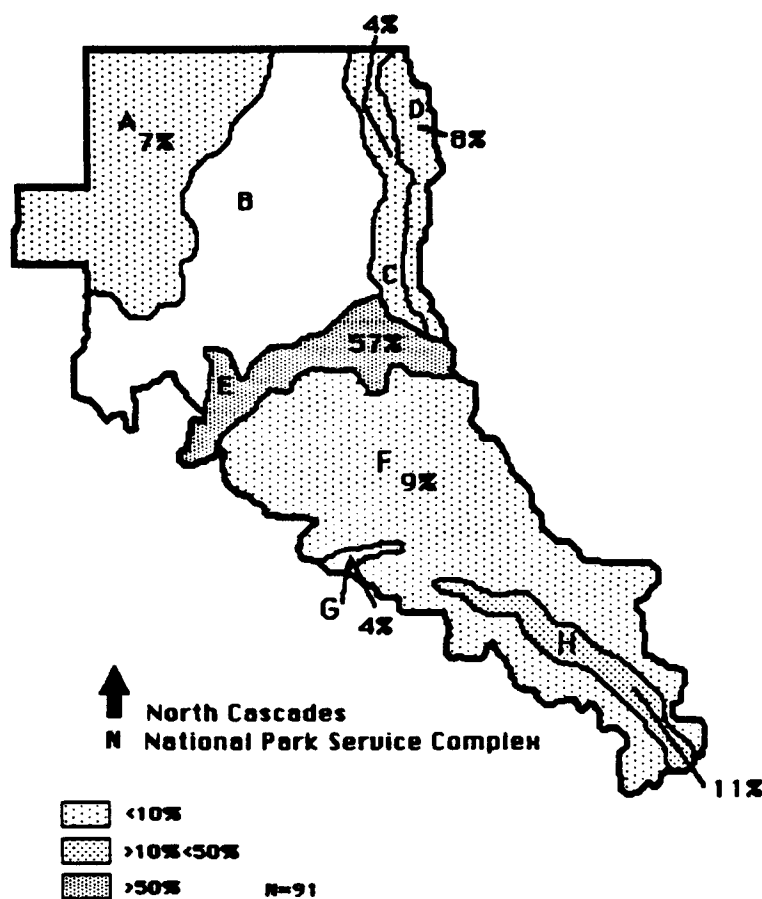 4%
A
7%
D
8%
B
C
57%
E
F
9%
G
4%
H
11%
North Cascades
N National Park Service Complex
<10%
>10%<50%
>50%
N=91